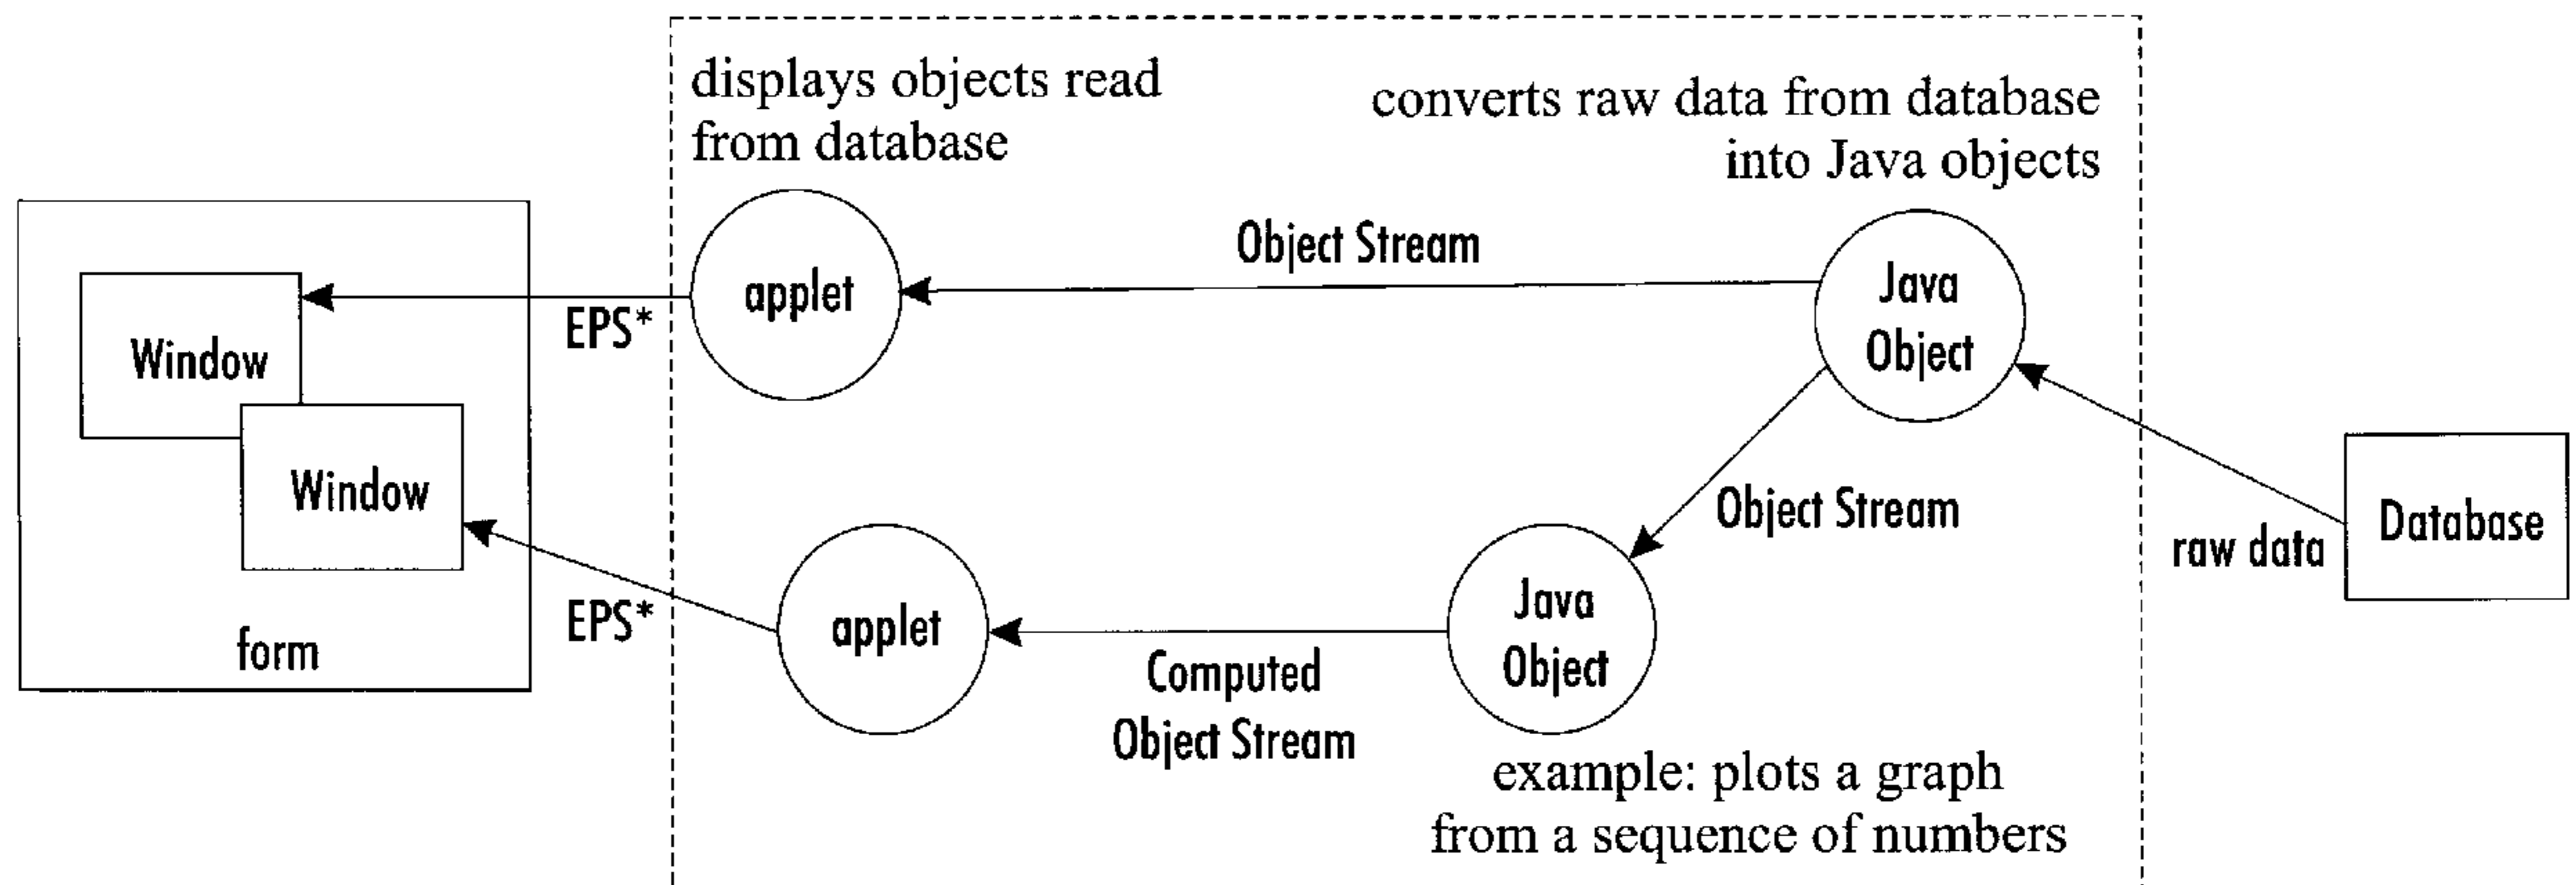 displays objects read
from database
converts raw data from database
into Java objects
Object Stream
applet
Java
Object
EPS*
Window
Window
form
EPS*
applet
Computed
Object Stream
Object Stream
Java
Object
raw data
Database
example: plots a graph
from a sequence of numbers